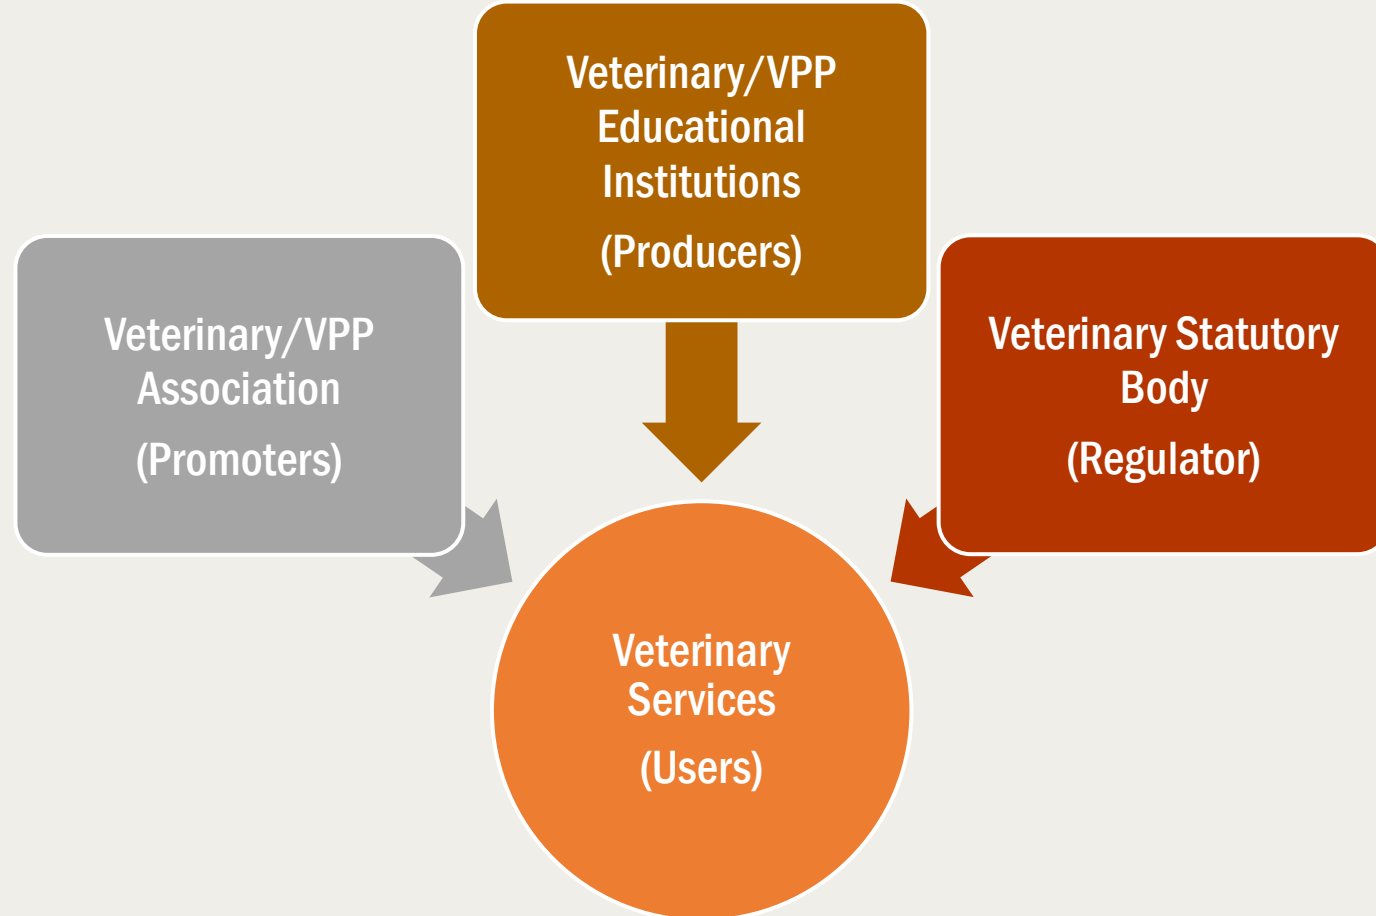 Veterinary/VPP
Educational
Institutions
(Producers)
Veterinary/VPP
Association
(Promoters)
Veterinary Statutory
Body
(Regulator)
Veterinary
Services
(Users)